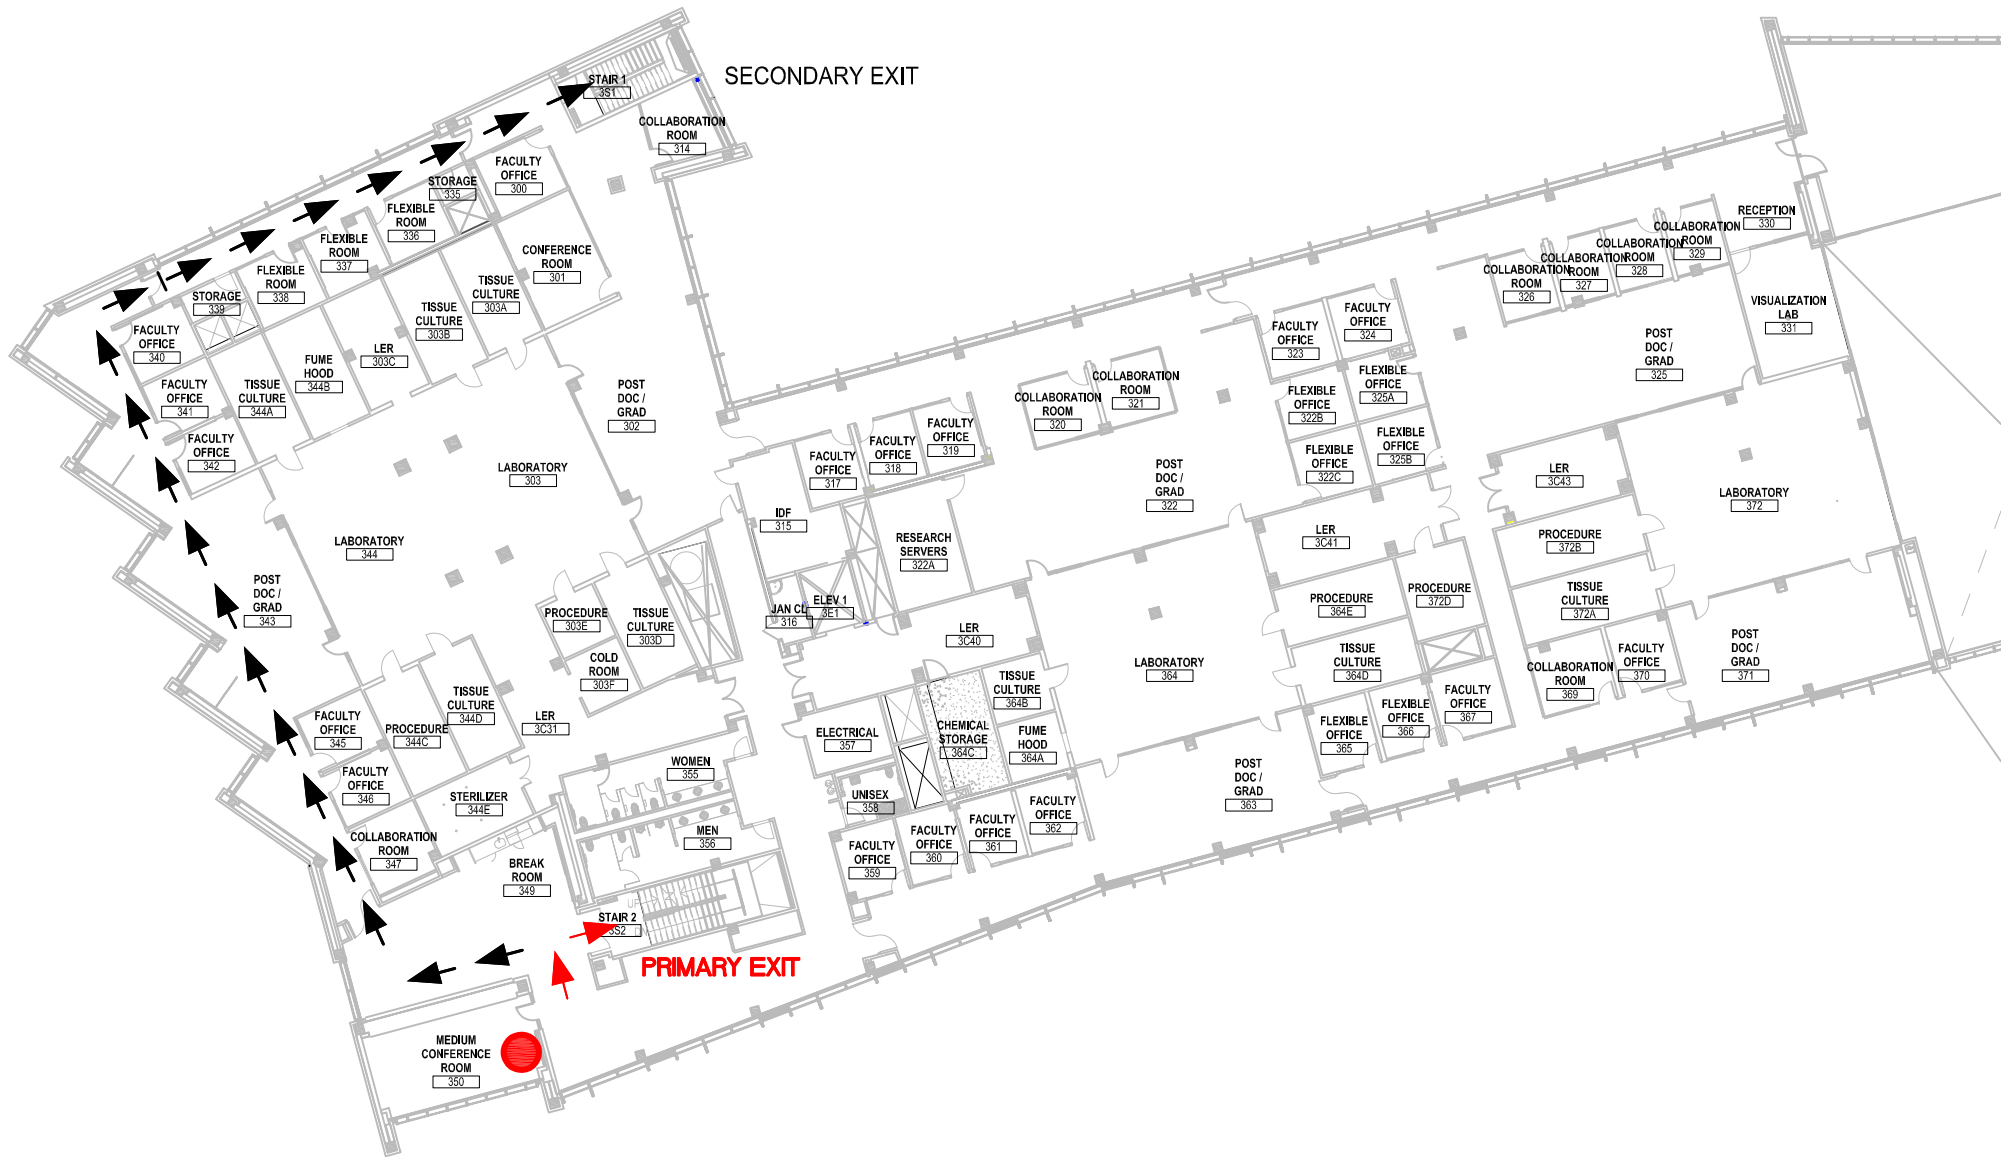 SECONDARY EXIT
STAIR 1
3S1
COLLABORATION
ROOM
314
FACULTY
OFFICE
300
STORAGE
335
FLEXIBLE
ROOM
336
FLEXIBLE
ROOM
337
FLEXIBLE
ROOM
338
STORAGE
339
CONFERENCE
ROOM
301
TISSUE
CULTURE
303A
TISSUE
CULTURE
303B
LER
303C
FUME
HOOD
344B
TISSUE
CULTURE
344A
FACULTY
OFFICE
340
FACULTY
OFFICE
341
FACULTY
OFFICE
342
POST
DOC /
GRAD
302
LABORATORY
303
LABORATORY
344
POST
DOC /
GRAD
343
PROCEDURE
303E
TISSUE
CULTURE
303D
COLD
ROOM
303F
LER
3C31
TISSUE
CULTURE
344D
PROCEDURE
344C
FACULTY
OFFICE
345
FACULTY
OFFICE
346
STERILIZER
344E
COLLABORATION
ROOM
347
BREAK
ROOM
349
WOMEN
355
MEN
356
UP
STAIR 2
3S2
DN
PRIMARY EXIT
MEDIUM
CONFERENCE
ROOM
350
IDF
315
JAN CL
316
ELEV 1
3E1
FACULTY
OFFICE
317
FACULTY
OFFICE
318
FACULTY
OFFICE
319
RESEARCH
SERVERS
322A
COLLABORATION
ROOM
320
COLLABORATION
ROOM
321
POST
DOC /
GRAD
322
FACULTY
OFFICE
323
FACULTY
OFFICE
324
FLEXIBLE
OFFICE
322B
FLEXIBLE
OFFICE
325A
FLEXIBLE
OFFICE
322C
FLEXIBLE
OFFICE
325B
COLLABORATION
ROOM
326
COLLABORATION
ROOM
327
COLLABORATION
ROOM
328
COLLABORATION
ROOM
329
RECEPTION
330
VISUALIZATION
LAB
331
POST
DOC /
GRAD
325
LER
3C43
LABORATORY
372
PROCEDURE
372B
TISSUE
CULTURE
372A
LER
3C41
PROCEDURE
364E
PROCEDURE
372D
TISSUE
CULTURE
364D
LER
3C40
LABORATORY
364
TISSUE
CULTURE
364B
CHEMICAL
STORAGE
364C
FUME
HOOD
364A
ELECTRICAL
357
UNISEX
358
FACULTY
OFFICE
359
FACULTY
OFFICE
360
FACULTY
OFFICE
361
FACULTY
OFFICE
362
POST
DOC /
GRAD
363
FLEXIBLE
OFFICE
365
FLEXIBLE
OFFICE
366
FACULTY
OFFICE
367
COLLABORATION
ROOM
369
FACULTY
OFFICE
370
POST
DOC /
GRAD
371